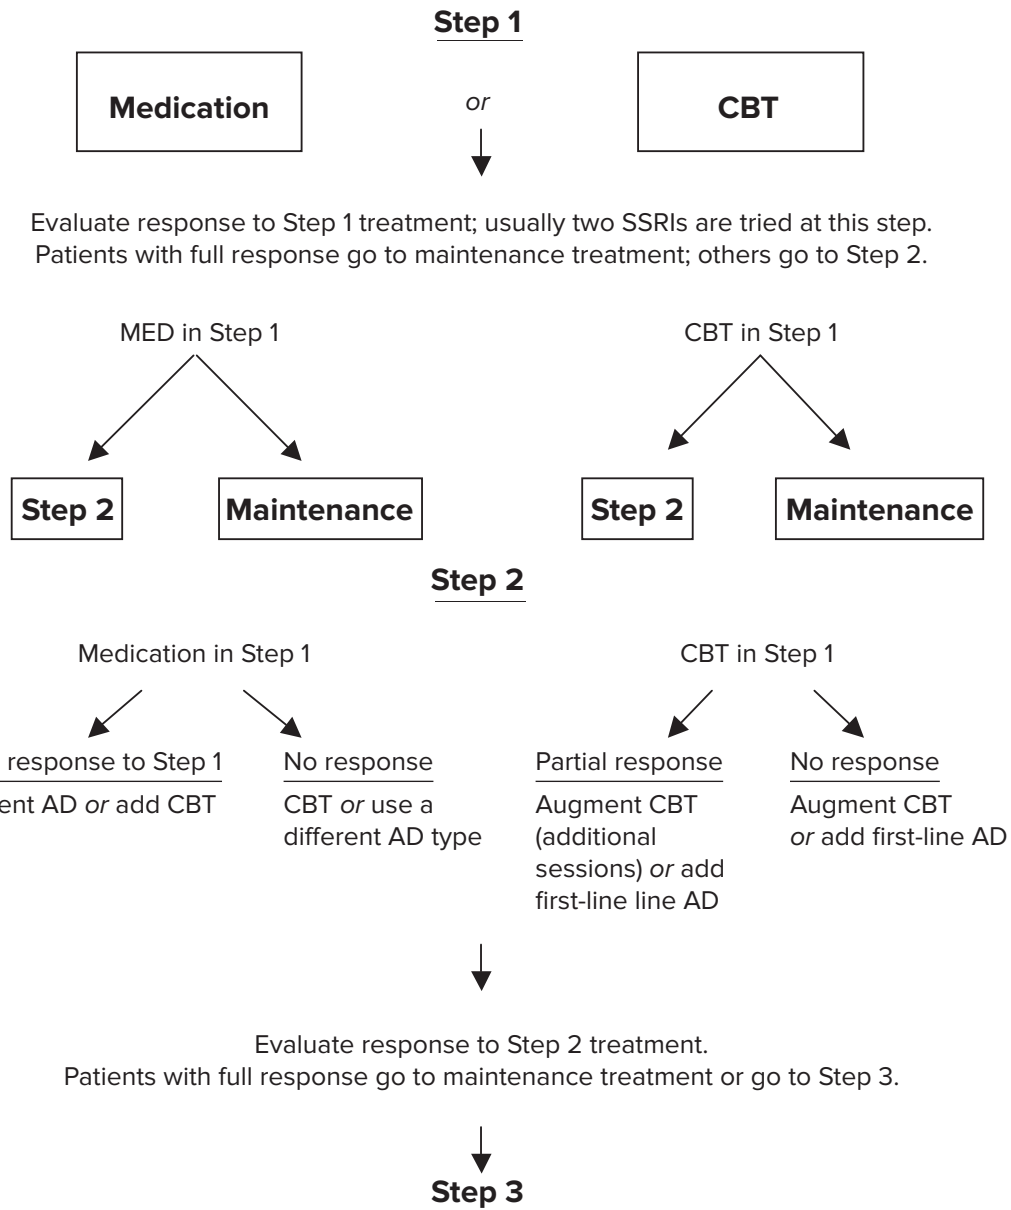 Step 1
Medication
or
CBT
Evaluate response to Step 1 treatment; usually two SSRIs are tried at this step.
Patients with full response go to maintenance treatment; others go to Step 2.
MED in Step 1
CBT in Step 1
Step 2
Maintenance
Step 2
Maintenance
Step 2
Medication in Step 1
CBT in Step 1
response to Step 1
AD or add CBT
No response
CBT or use a
different AD type
Partial response
Augment CBT
(additional
sessions) or add
first-line line AD
No response
Augment CBT
or add first-line AD
Evaluate response to Step 2 treatment.
Patients with full response go to maintenance treatment or go to Step 3.
Step 3